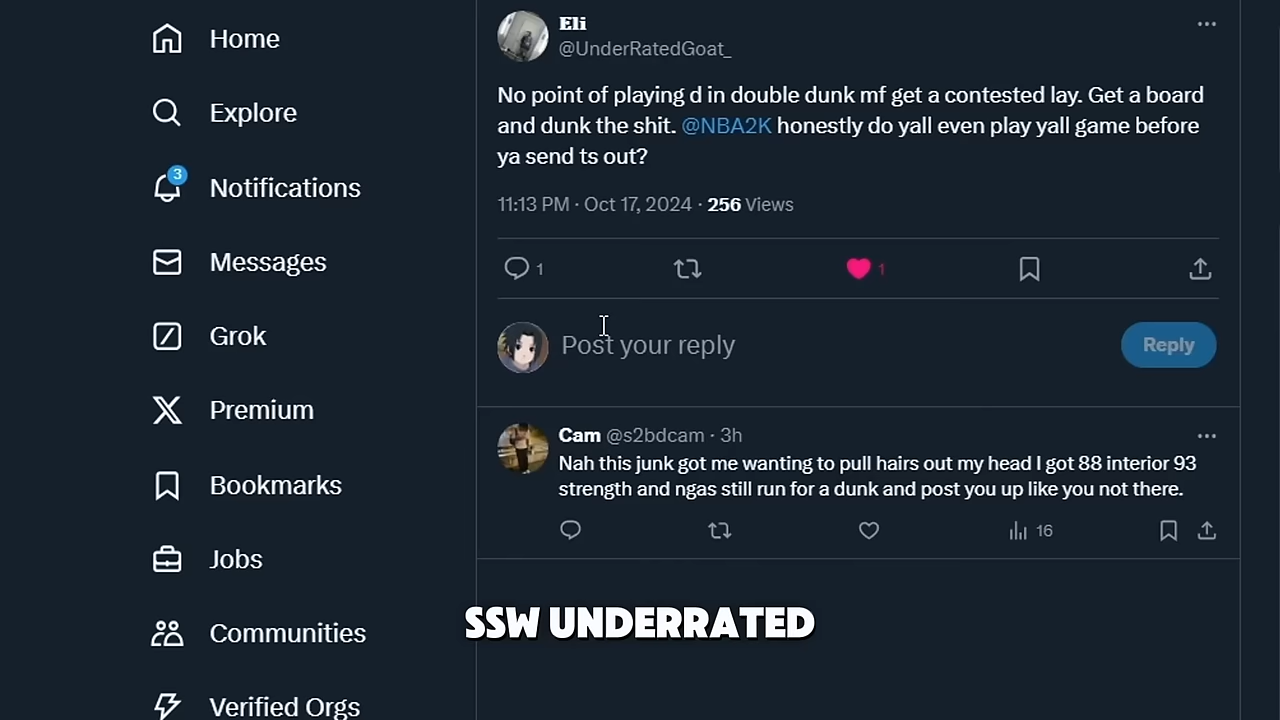 Home
Explore
3
Notifications
Messages
Grok
Premium
Bookmarks
Jobs
Communities
Verified Orgs
Eli
@UnderRatedGoat_
No point of playing d in double dunk mf get a contested lay. Get a board
and dunk the shit. @NBA2K honestly do yall even play yall game before
ya send ts out?
11:13 PM · Oct 17, 2024 · 256 Views
1
1
Post your reply
Reply
Cam @s2bdcam · 3h
Nah this junk got me wanting to pull hairs out my head I got 88 interior 93
strength and ngas still run for a dunk and post you up like you not there.
16
SSW UNDERRATED